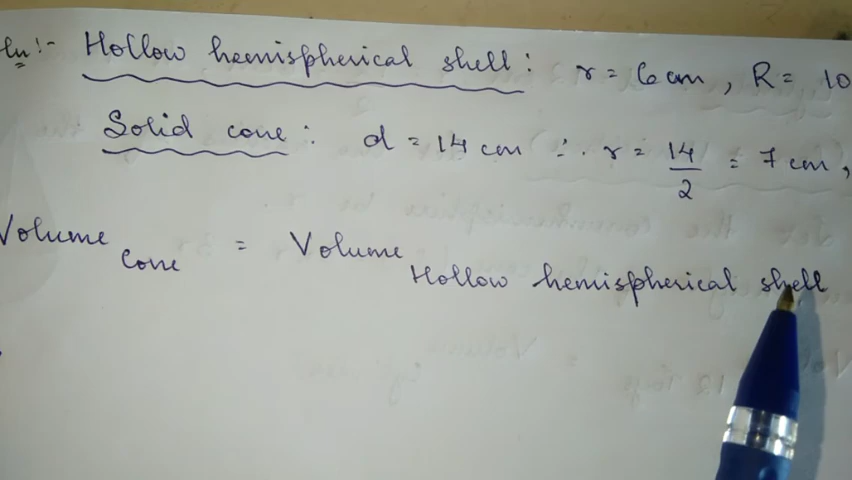 Soln:- Hollow hemispherical shell: r = 6 cm, R = 10
Solid cone: d = 14 cm ∴ r = 14/2 = 7 cm,
Volume cone = Volume Hollow hemispherical shell